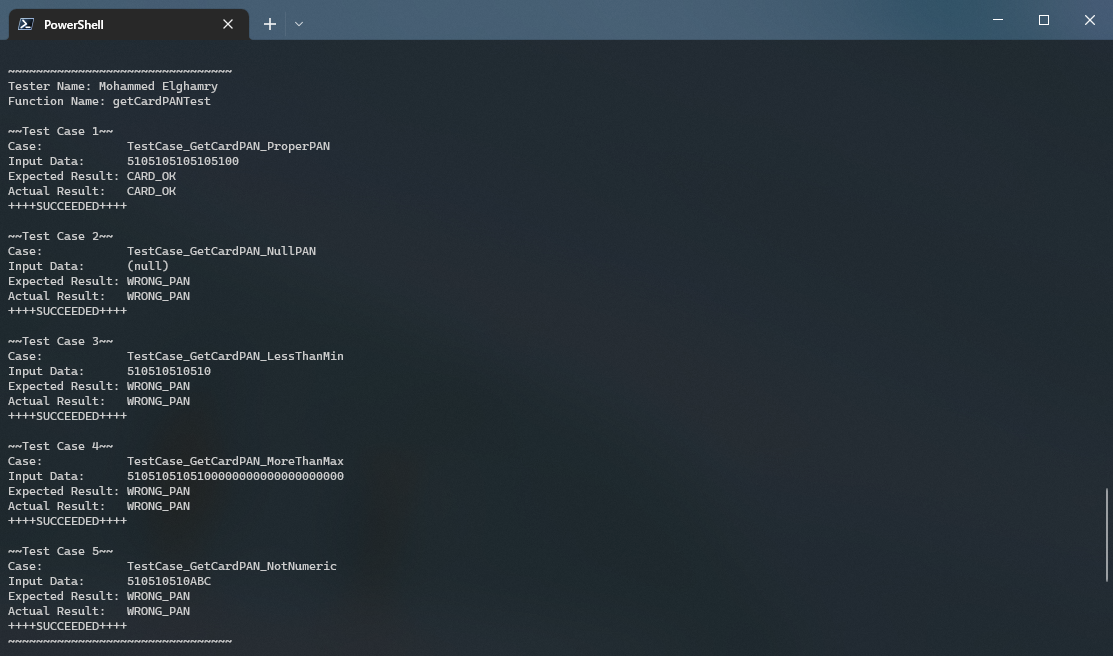 PowerShell
~~~~~~~~~~~~~~~~~~~~~~~~~~~~~~~~
Tester Name: Mohammed Elghamry
Function Name: getCardPANTest
~~Test Case 1~~
Case:            TestCase_GetCardPAN_ProperPAN
Input Data:      5105105105105100
Expected Result: CARD_OK
Actual Result:   CARD_OK
++++SUCCEEDED++++
~~Test Case 2~~
Case:            TestCase_GetCardPAN_NullPAN
Input Data:      (null)
Expected Result: WRONG_PAN
Actual Result:   WRONG_PAN
++++SUCCEEDED++++
~~Test Case 3~~
Case:            TestCase_GetCardPAN_LessThanMin
Input Data:      510510510510
Expected Result: WRONG_PAN
Actual Result:   WRONG_PAN
++++SUCCEEDED++++
~~Test Case 4~~
Case:            TestCase_GetCardPAN_MoreThanMax
Input Data:      5105105105100000000000000000000
Expected Result: WRONG_PAN
Actual Result:   WRONG_PAN
++++SUCCEEDED++++
~~Test Case 5~~
Case:            TestCase_GetCardPAN_NotNumeric
Input Data:      510510510ABC
Expected Result: WRONG_PAN
Actual Result:   WRONG_PAN
++++SUCCEEDED++++
~~~~~~~~~~~~~~~~~~~~~~~~~~~~~~~~